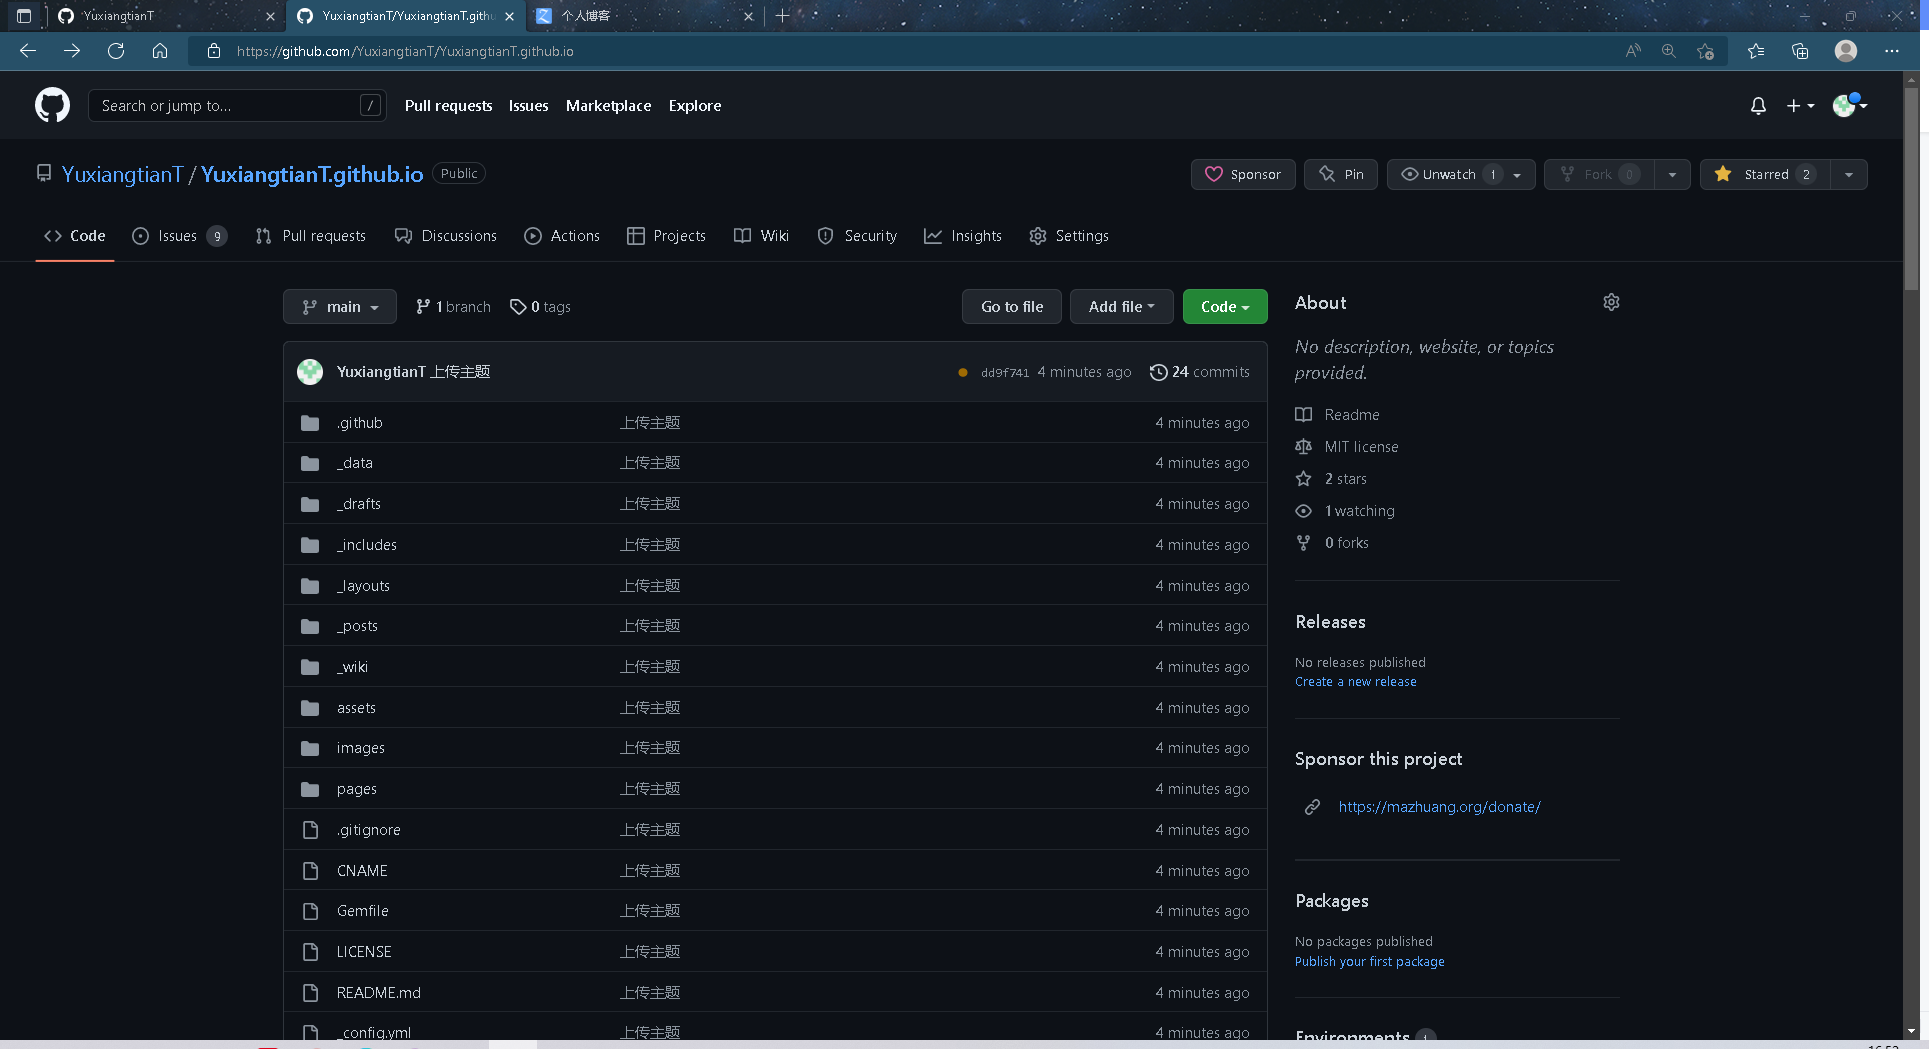 YuxiangtianT
YuxiangtianT/YuxiangtianT.githu
个人博客
https://github.com/YuxiangtianT/YuxiangtianT.github.io
Search or jump to... /
Pull requests Issues Marketplace Explore
YuxiangtianT / YuxiangtianT.github.io Public
Sponsor Pin Unwatch 1 Fork 0 Starred 2
Code Issues 9 Pull requests Discussions Actions Projects Wiki Security Insights Settings
main 1 branch 0 tags Go to file Add file Code
YuxiangtianT 上传主题 dd9f741 4 minutes ago 24 commits
.github 上传主题 4 minutes ago
_data 上传主题 4 minutes ago
_drafts 上传主题 4 minutes ago
_includes 上传主题 4 minutes ago
_layouts 上传主题 4 minutes ago
_posts 上传主题 4 minutes ago
_wiki 上传主题 4 minutes ago
assets 上传主题 4 minutes ago
images 上传主题 4 minutes ago
pages 上传主题 4 minutes ago
.gitignore 上传主题 4 minutes ago
CNAME 上传主题 4 minutes ago
Gemfile 上传主题 4 minutes ago
LICENSE 上传主题 4 minutes ago
README.md 上传主题 4 minutes ago
_config.yml 上传主题 4 minutes ago
About
No description, website, or topics
provided.
Readme
MIT license
2 stars
1 watching
0 forks
Releases
No releases published
Create a new release
Sponsor this project
https://mazhuang.org/donate/
Packages
No packages published
Publish your first package
Environments 1